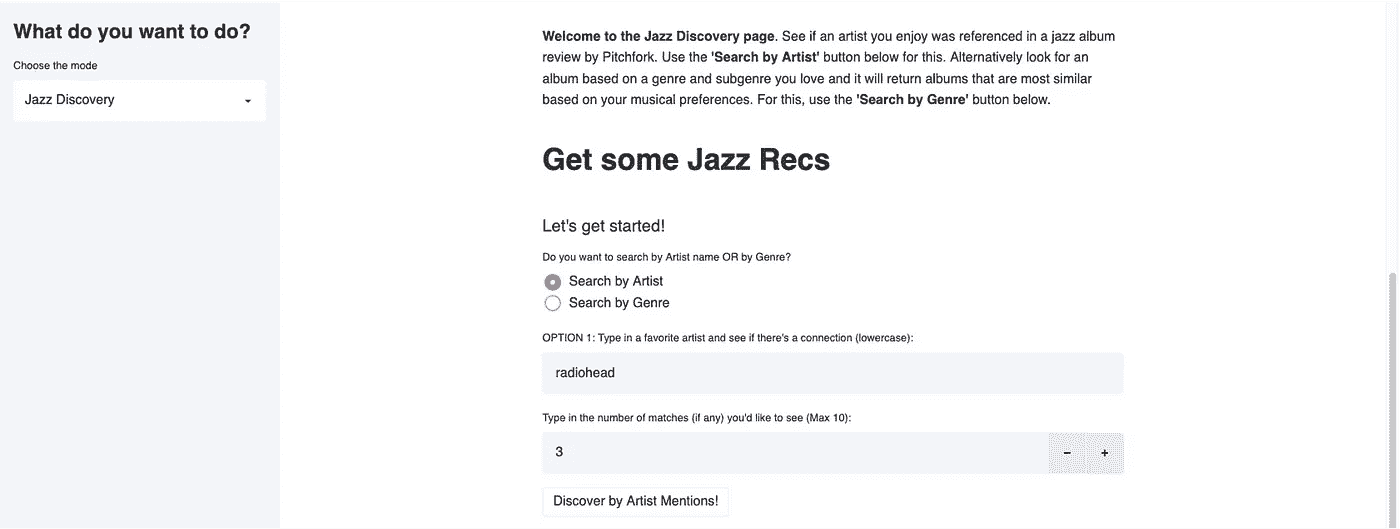 What do you want to do?
Choose the mode
Jazz Discovery
Welcome to the Jazz Discovery page. See if an artist you enjoy was referenced in a jazz album
review by Pitchfork. Use the 'Search by Artist' button below for this. Alternatively look for an
album based on a genre and subgenre you love and it will return albums that are most similar
based on your musical preferences. For this, use the 'Search by Genre' button below.
Get some Jazz Recs
Let's get started!
Do you want to search by Artist name OR by Genre?
Search by Artist
Search by Genre
OPTION 1: Type in a favorite artist and see if there's a connection (lowercase):
radiohead
Type in the number of matches (if any) you'd like to see (Max 10):
3 - +
Discover by Artist Mentions!